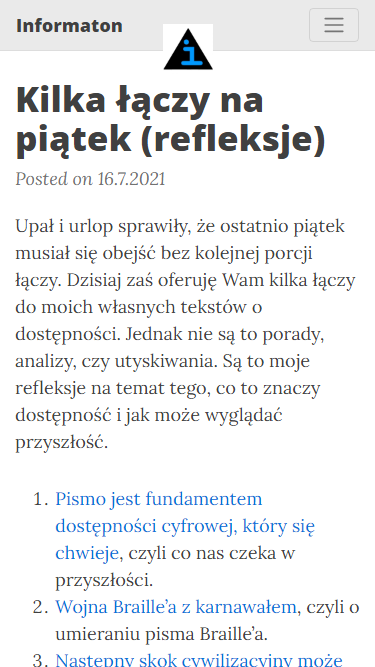 Informaton
i
Kilka łączy na
piątek (refleksje)
Posted on 16.7.2021
Upał i urlop sprawiły, że ostatnio piątek
musiał się obejść bez kolejnej porcji
łączy. Dzisiaj zaś oferuję Wam kilka łączy
do moich własnych tekstów o
dostępności. Jednak nie są to porady,
analizy, czy utyskiwania. Są to moje
refleksje na temat tego, co to znaczy
dostępność i jak może wyglądać
przyszłość.
1. Pismo jest fundamentem
dostępności cyfrowej, który się
chwieje, czyli co nas czeka w
przyszłości.
2. Wojna Braille’a z karnawałem, czyli o
umieraniu pisma Braille’a.
3. Następny skok cywilizacyjny może